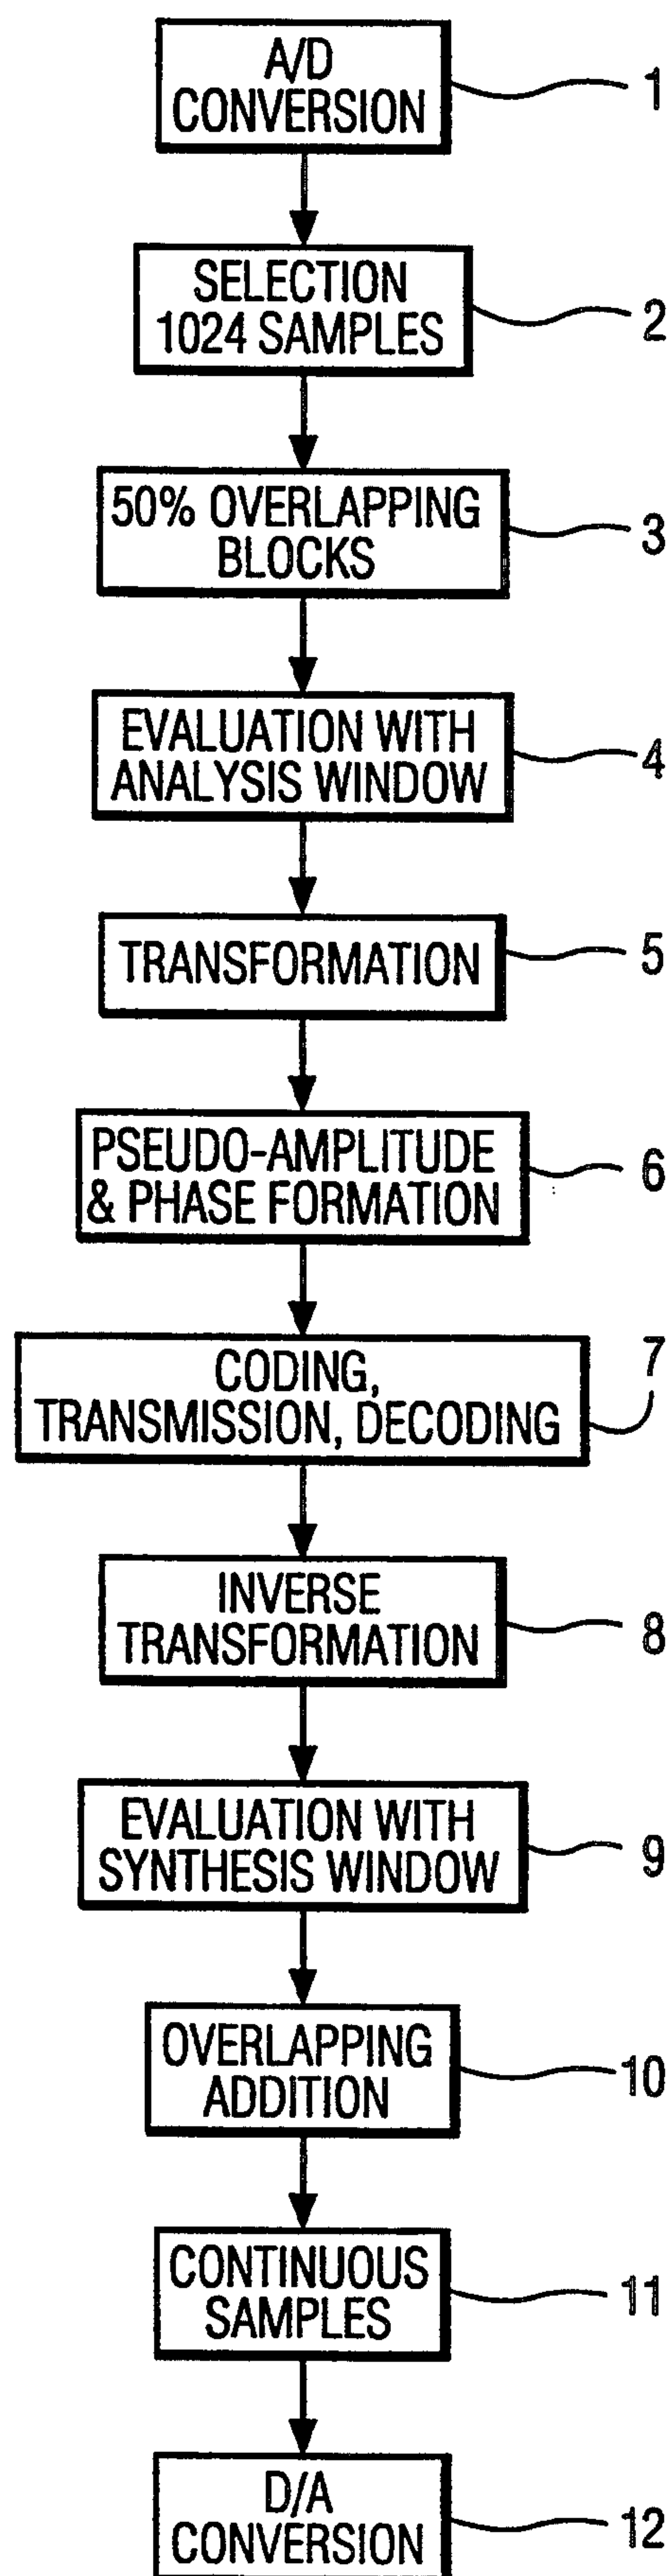 A/D
CONVERSION
1
SELECTION
1024 SAMPLES
2
50% OVERLAPPING
BLOCKS
3
EVALUATION WITH
ANALYSIS WINDOW
4
TRANSFORMATION
5
PSEUDO-AMPLITUDE
& PHASE FORMATION
6
CODING,
TRANSMISSION, DECODING
7
INVERSE
TRANSFORMATION
8
EVALUATION WITH
SYNTHESIS WINDOW
9
OVERLAPPING
ADDITION
10
CONTINUOUS
SAMPLES
11
D/A
CONVERSION
12